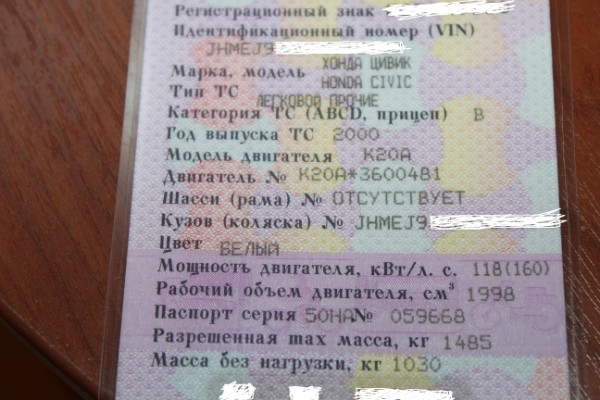 Регистрационный знак
Идентификационный номер (VIN)
JHMEJ9
Марка, модель ХОНДА ЦИВИК
HONDA CIVIC
Тип ТС ЛЕГКОВОЙ ПРОЧИЕ
Категория ТС (ABCD, прицеп) B
Год выпуска ТС 2000
Модель двигателя K20A
Двигатель № K20A*3600481
Шасси (рама) № ОТСУТСТВУЕТ
Кузов (коляска) № JHMEJ9
Цвет БЕЛЫЙ
Мощность двигателя, кВт/л. с. 118(160)
Рабочий объем двигателя, см³ 1998
Паспорт серия 50НА№ 059668
Разрешенная max масса, кг 1485
Масса без нагрузки, кг 1030